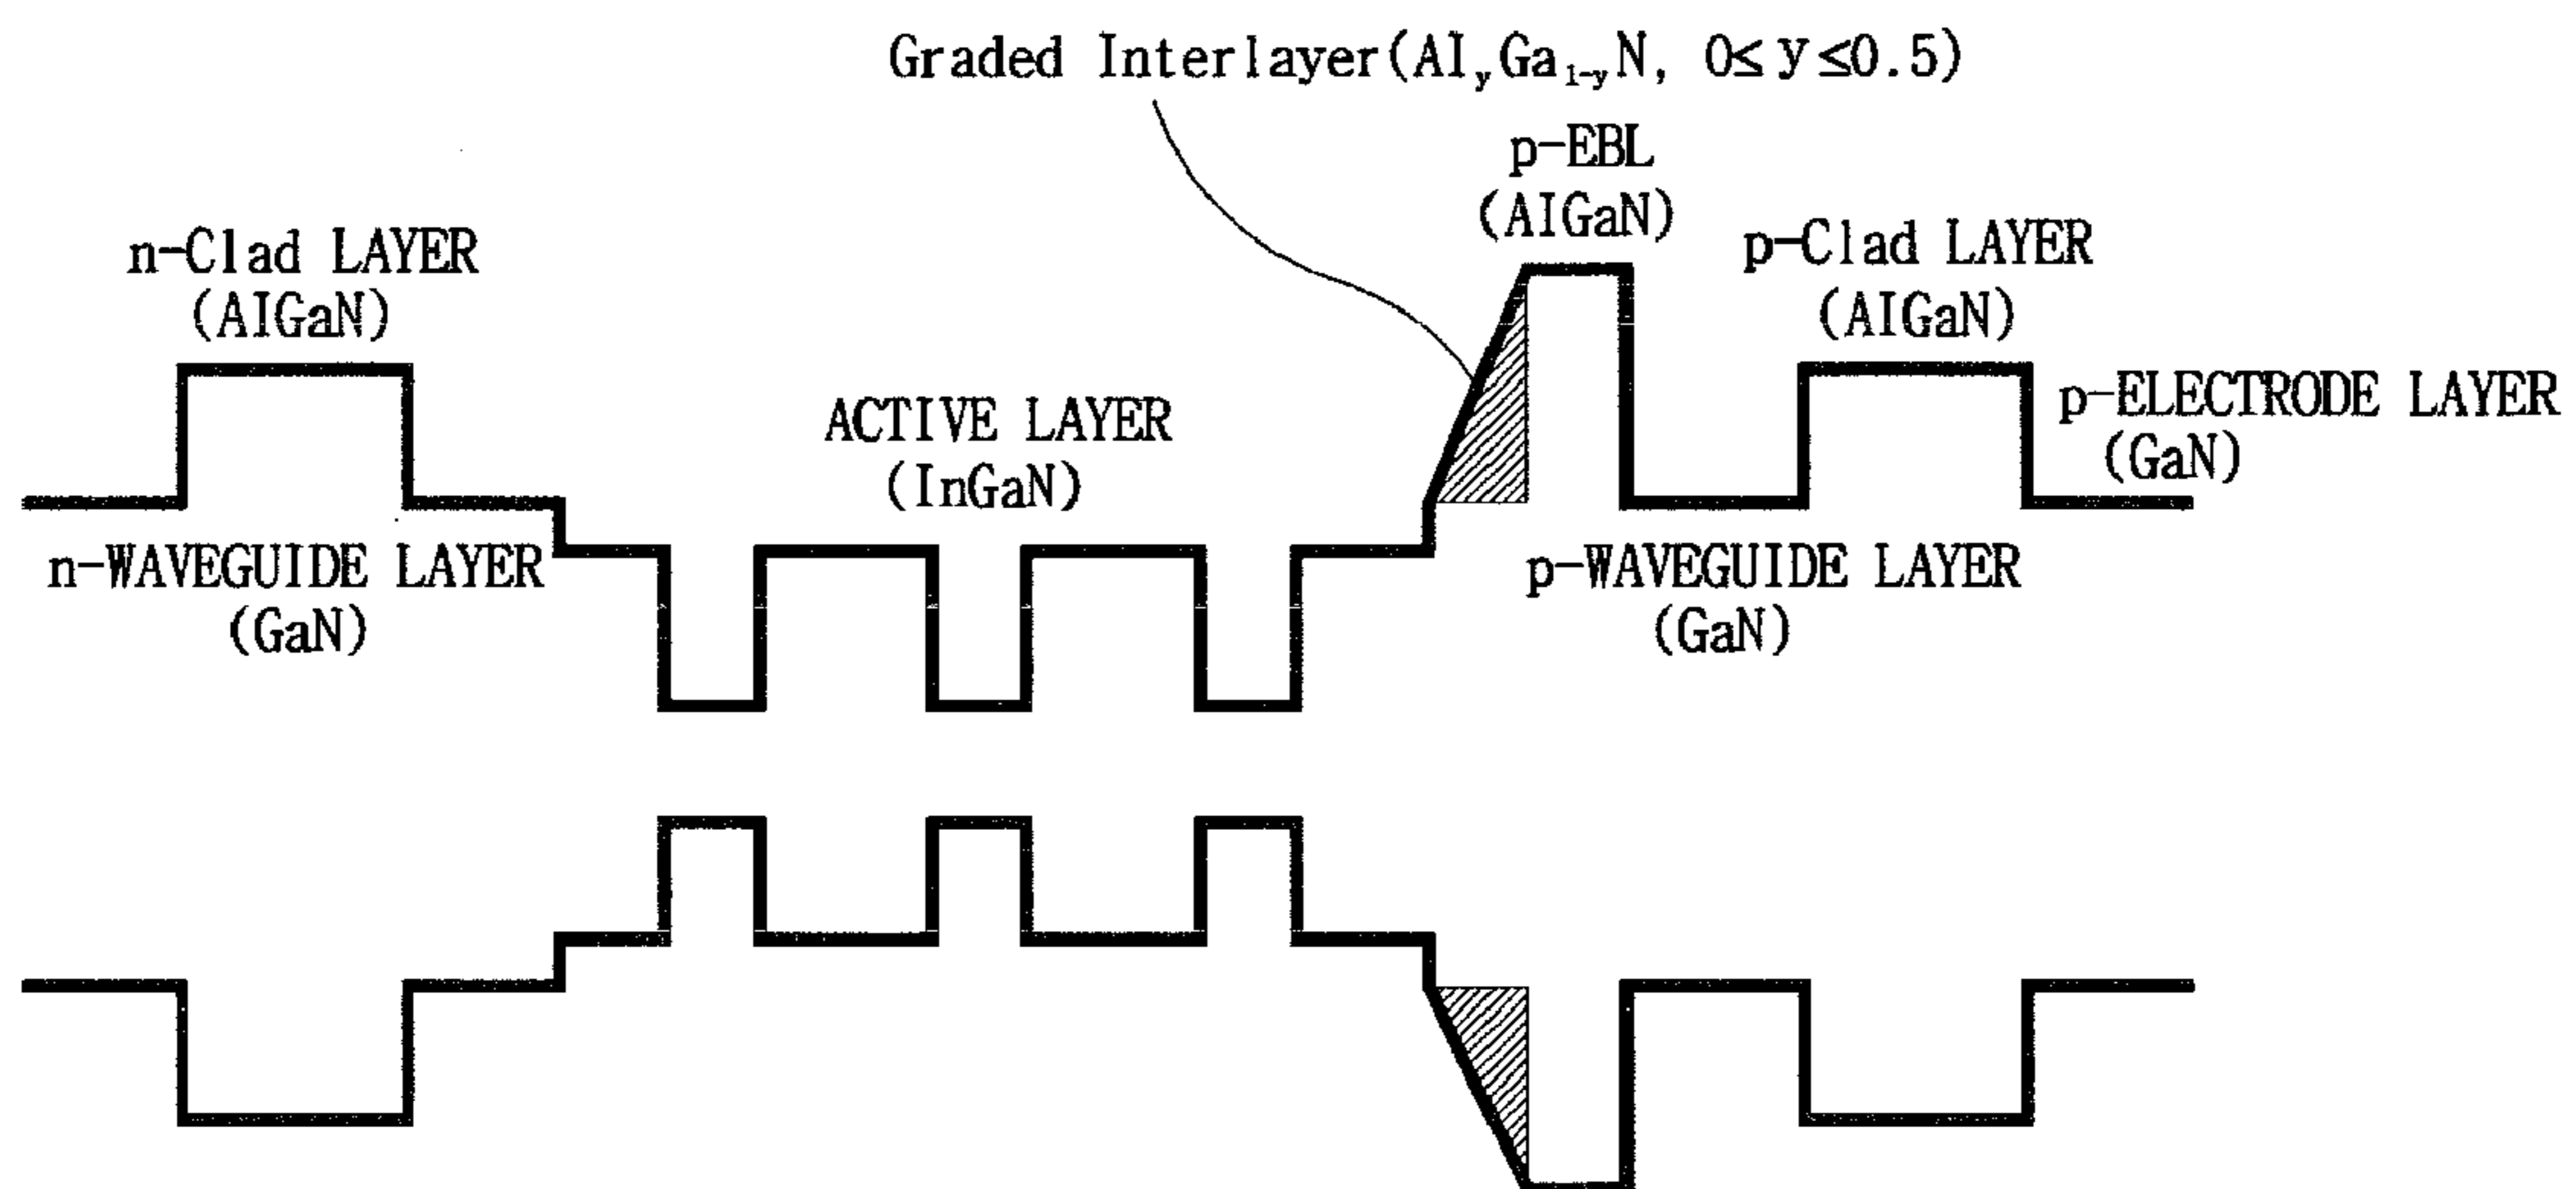 Graded Interlayer(AlyGa1-yN, 0≤y≤0.5)
p-EBL
(AlGaN)
n-Clad LAYER
(AlGaN)
p-Clad LAYER
(AlGaN)
ACTIVE LAYER
(InGaN)
p-ELECTRODE LAYER
(GaN)
n-WAVEGUIDE LAYER
(GaN)
p-WAVEGUIDE LAYER
(GaN)